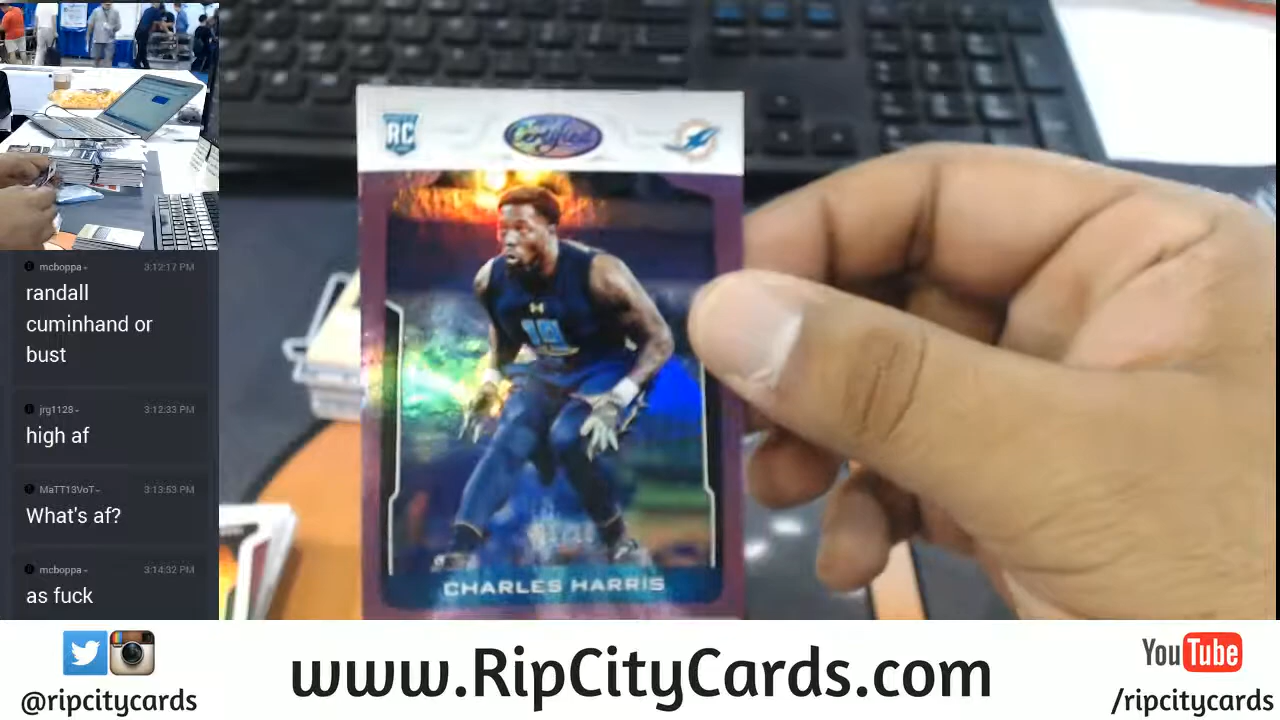 mcboppa
3:12:17 PM
randall
cuminhand or
bust
jrg1128
3:12:33 PM
high af
MaTT13VoT
3:13:53 PM
What's af?
mcboppa
3:14:32 PM
as fuck
RC
Certified
19
CHARLES HARRIS
@ripcitycards
www.RipCityCards.com
YouTube
/ripcitycards